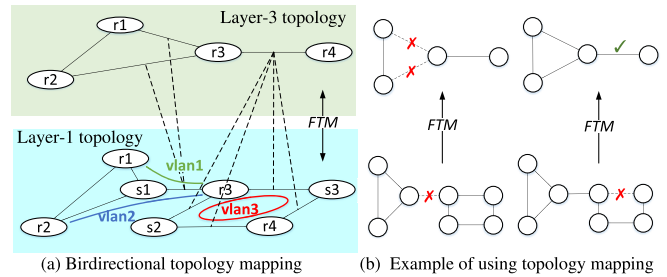 Layer-3 topology
r1
r2
r3
r4
FTM
Layer-1 topology
r1
vlan1
s1
r3
s3
r2
vlan2
vlan3
s2
r4
(a) Birdirectional topology mapping
✗
✗
✓
FTM
FTM
✗
✗
(b) Example of using topology mapping